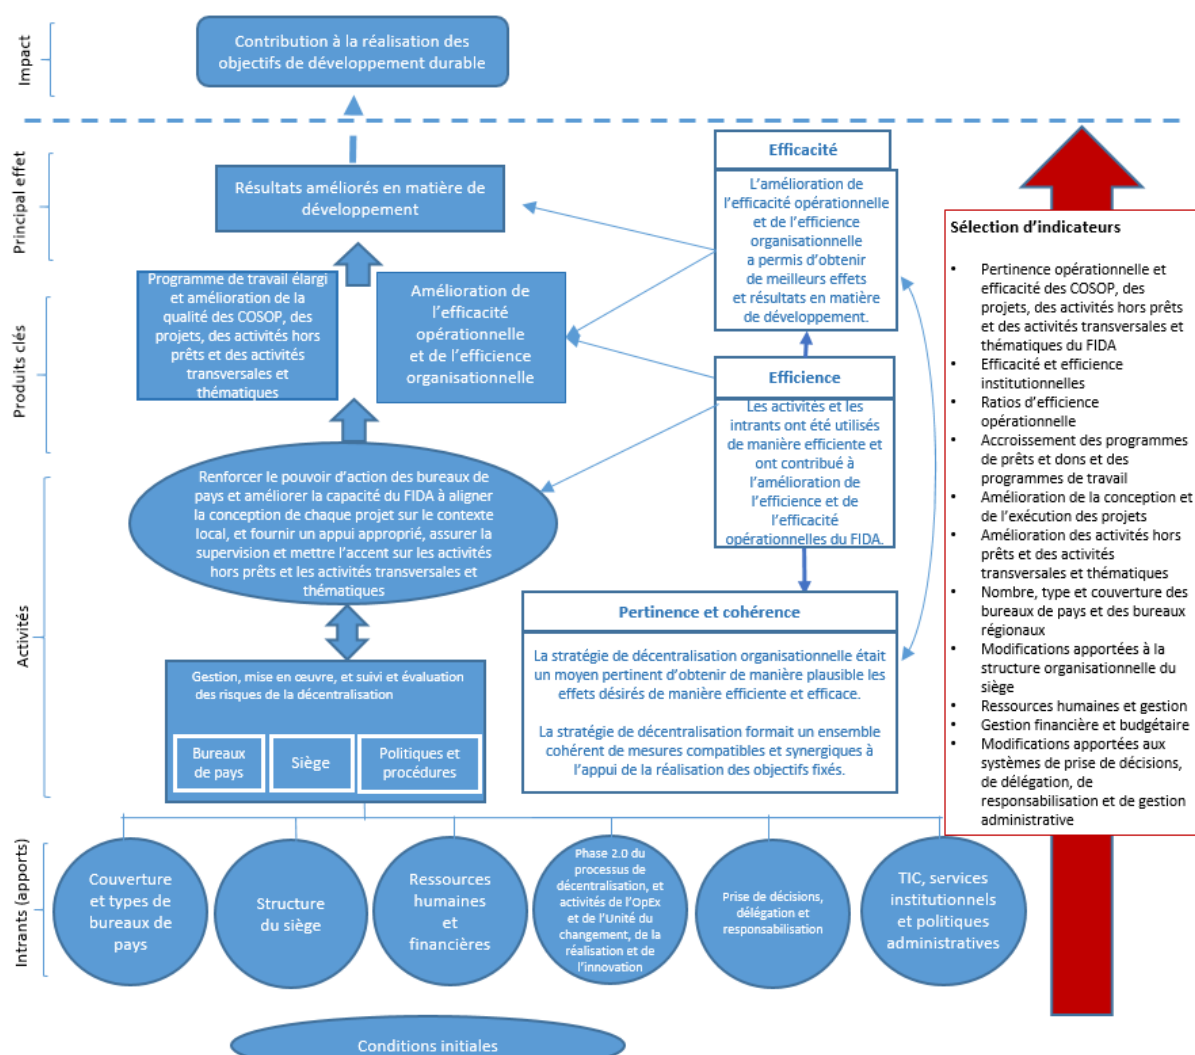 Impact
Contribution à la réalisation des
objectifs de développement durable
Principal effet
Résultats améliorés en matière de
développement
Efficacité
L'amélioration de
l'efficacité opérationnelle
et de l'efficience
organisationnelle
a permis d'obtenir
de meilleurs effets
et résultats en matière
de développement.
Produits clés
Programme de travail élargi
et amélioration de la
qualité des COSOP, des
projets, des activités hors
prêts et des activités
transversales et
thématiques
Amélioration de
l'efficacité
opérationnelle
et de l'efficience
organisationnelle
Efficience
Les activités et les
intrants ont été utilisés
de manière efficiente et
ont contribué à
l'amélioration de
l'efficience et de
l'efficacité
opérationnelles du FIDA.
Activités
Renforcer le pouvoir d'action des bureaux de
pays et améliorer la capacité du FIDA à aligner
la conception de chaque projet sur le contexte
local, et fournir un appui approprié, assurer la
supervision et mettre l'accent sur les activités
hors prêts et les activités transversales et
thématiques
Pertinence et cohérence
La stratégie de décentralisation organisationnelle était
un moyen pertinent d'obtenir de manière plausible les
effets désirés de manière efficiente et efficace.
La stratégie de décentralisation formait un ensemble
cohérent de mesures compatibles et synergiques à
l'appui de la réalisation des objectifs fixés.
Gestion, mise en œuvre, et suivi et évaluation
des risques de la décentralisation
Bureaux
de pays
Siège
Politiques et
procédures
Sélection d'indicateurs
• Pertinence opérationnelle et
efficacité des COSOP, des
projets, des activités hors
prêts et des activités
transversales et
thématiques du FIDA
• Efficacité et efficience
institutionnelles
• Ratios d'efficience
opérationnelle
• Accroissement des programmes
de prêts et dons et des
programmes de travail
• Amélioration de la conception et
de l'exécution des projets
• Amélioration des activités hors
prêts et des activités
transversales et thématiques
• Nombre, type et couverture des
bureaux de pays et des bureaux
régionaux
• Modifications apportées à la
structure organisationnelle du
siège
• Ressources humaines et gestion
• Gestion financière et budgétaire
• Modifications apportées aux
systèmes de prise de décisions,
de délégation, de
responsabilisation et de gestion
administrative
Intrants (apports)
Couverture
et types de
bureaux de
pays
Structure
du siège
Ressources
humaines
et
financières
Phase 2.0 du
processus de
décentralisation, et
activités de l'OpEx
et de l'Unité du
changement, de la
réalisation et de
l'innovation
Prise de décisions,
délégation et
responsabilisation
TIC, services
institutionnels
et politiques
administratives
Conditions initiales